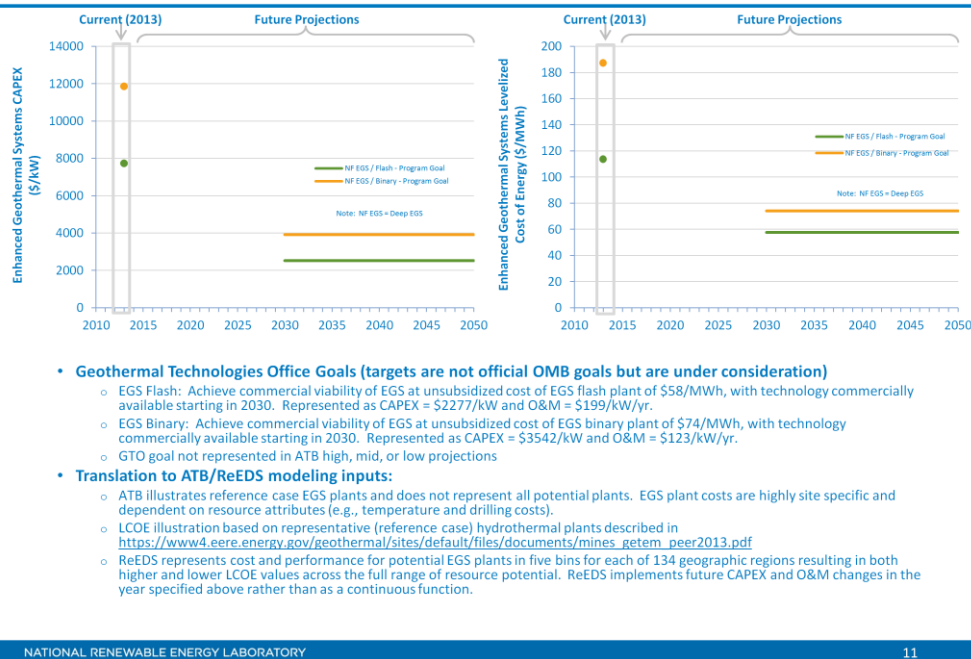 Current (2013)
Future Projections
Enhanced Geothermal Systems CAPEX
($/kW)
14000
12000
10000
8000
6000
4000
2000
0
NF EGS / Flash - Program Goal
NF EGS / Binary - Program Goal
Note: NF EGS = Deep EGS
2010 2015 2020 2025 2030 2035 2040 2045 2050
Current (2013)
Future Projections
Enhanced Geothermal Systems Levelized
Cost of Energy ($/MWh)
200
180
160
140
120
100
80
60
40
20
0
NF EGS / Flash - Program Goal
NF EGS / Binary - Program Goal
Note: NF EGS = Deep EGS
2010 2015 2020 2025 2030 2035 2040 2045 2050
• Geothermal Technologies Office Goals (targets are not official OMB goals but are under consideration)
o EGS Flash: Achieve commercial viability of EGS at unsubsidized cost of EGS flash plant of $58/MWh, with technology commercially
available starting in 2030. Represented as CAPEX = $2277/kW and O&M = $199/kW/yr.
o EGS Binary: Achieve commercial viability of EGS at unsubsidized cost of EGS binary plant of $74/MWh, with technology
commercially available starting in 2030. Represented as CAPEX = $3542/kW and O&M = $123/kW/yr.
o GTO goal not represented in ATB high, mid, or low projections
• Translation to ATB/ReEDS modeling inputs:
o ATB illustrates reference case EGS plants and does not represent all potential plants. EGS plant costs are highly site specific and
dependent on resource attributes (e.g., temperature and drilling costs).
o LCOE illustration based on representative (reference case) hydrothermal plants described in
https://www4.eere.energy.gov/geothermal/sites/default/files/documents/mines_getem_peer2013.pdf
o ReEDS represents cost and performance for potential EGS plants in five bins for each of 134 geographic regions resulting in both
higher and lower LCOE values across the full range of resource potential. ReEDS implements future CAPEX and O&M changes in the
year specified above rather than as a continuous function.
NATIONAL RENEWABLE ENERGY LABORATORY
11